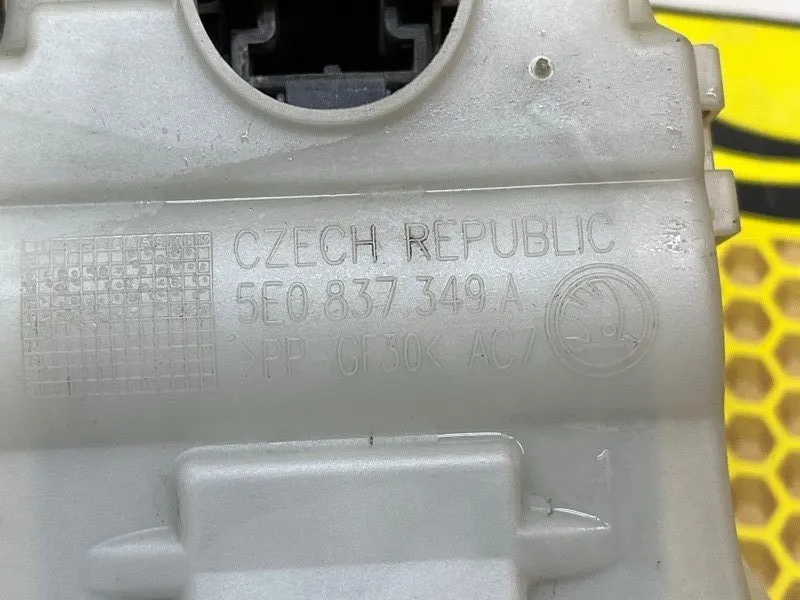 CZECH REPUBLIC
5E0 837 349 A
>PP GF30< AC7